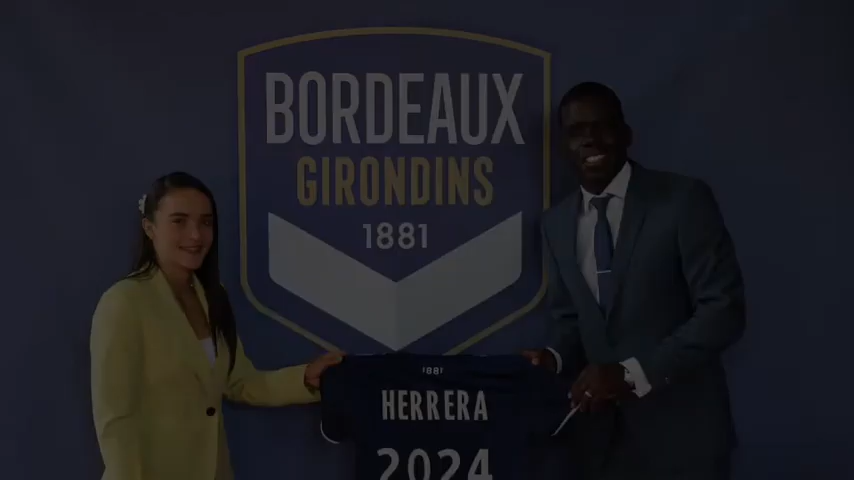 BORDEAUX
GIRONDINS
1881
1881
HERRERA
2024